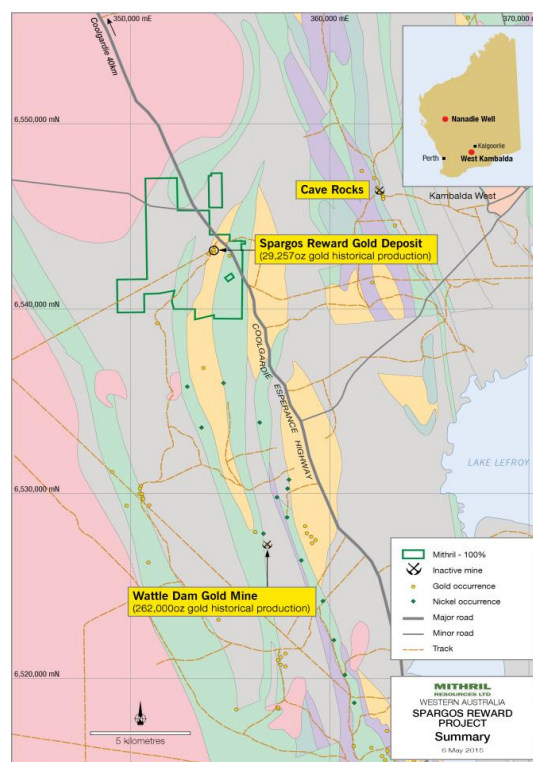 350,000 mE
360,000 mE
370,000 mE
Coolgardie 40km
6,550,000 mN
Nanadie Well
Kalgoorlie
Perth
West Kambalda
Kambalda West
Cave Rocks
Spargos Reward Gold Deposit
(29,257oz gold historical production)
6,540,000 mN
COOLGARDIE ESPERANCE HIGHWAY
LAKE LEFROY
6,530,000 mN
Wattle Dam Gold Mine
(262,000oz gold historical production)
Mithril - 100%
Inactive mine
Gold occurrence
Nickel occurrence
Major road
Minor road
Track
6,520,000 mN
N
5 kilometres
MITHRIL
RESOURCES LTD
WESTERN AUSTRALIA
SPARGOS REWARD
PROJECT
Summary
6 May 2015